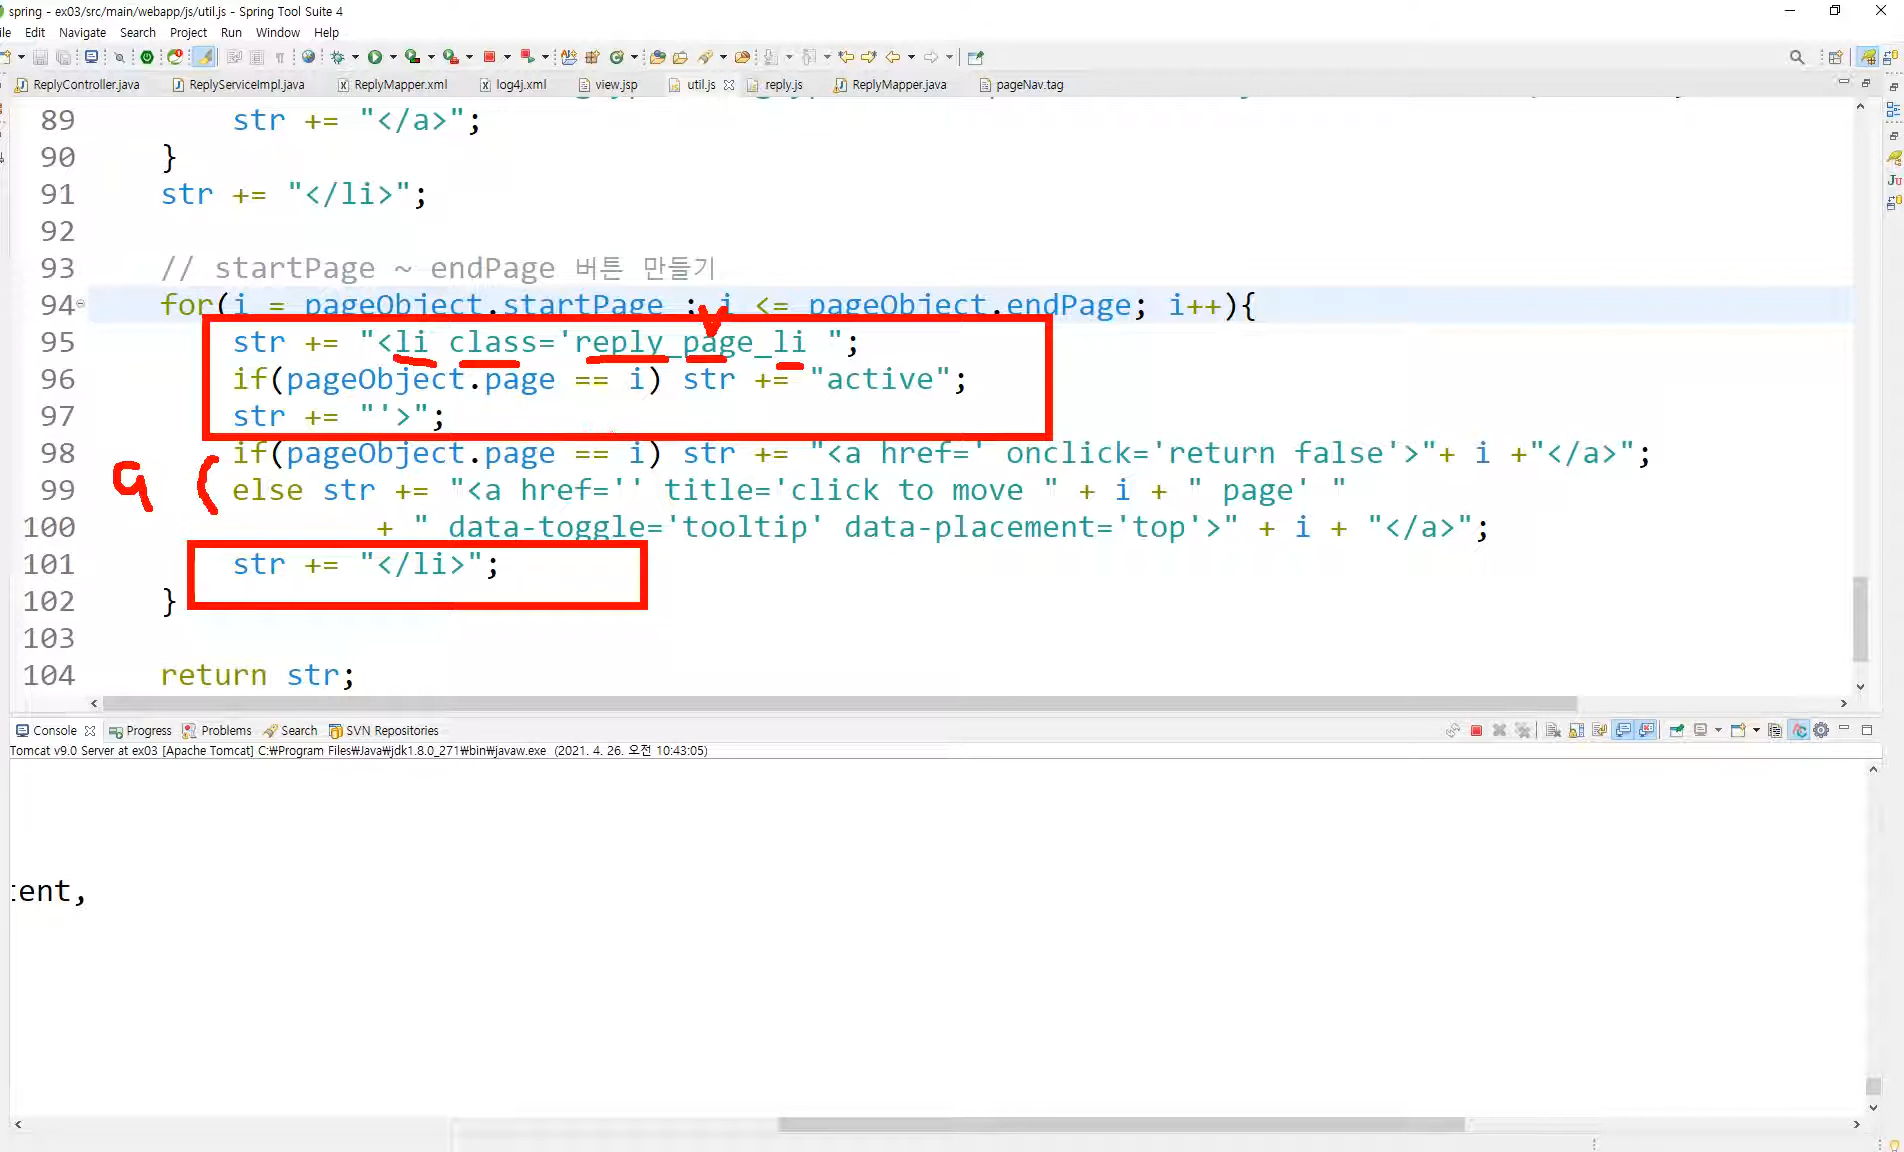 spring - ex03/src/main/webapp/js/util.js - Spring Tool Suite 4
ile Edit Navigate Search Project Run Window Help
ReplyController.java ReplyServiceImpl.java ReplyMapper.xml log4j.xml view.jsp util.js reply.js ReplyMapper.java pageNav.tag
89 str += "</a>";
90 }
91 str += "</li>";
92
93 // startPage ~ endPage 버튼 만들기
94 for(i = pageObject.startPage ; i <= pageObject.endPage; i++){
95 str += "<li class='reply_page_li ";
96 if(pageObject.page == i) str += "active";
97 str += "'>";
98 if(pageObject.page == i) str += "<a href=' onclick='return false'>"+ i +"</a>";
99 else str += "<a href='' title='click to move " + i + " page' "
100 + " data-toggle='tooltip' data-placement='top'>" + i + "</a>";
101 str += "</li>";
102 }
103
104 return str;
a (
Console Progress Problems Search SVN Repositories
Tomcat v9.0 Server at ex03 [Apache Tomcat] C:₩Program Files₩Java₩jdk1.8.0_271₩bin₩javaw.exe (2021. 4. 26. 오전 10:43:05)
tent,